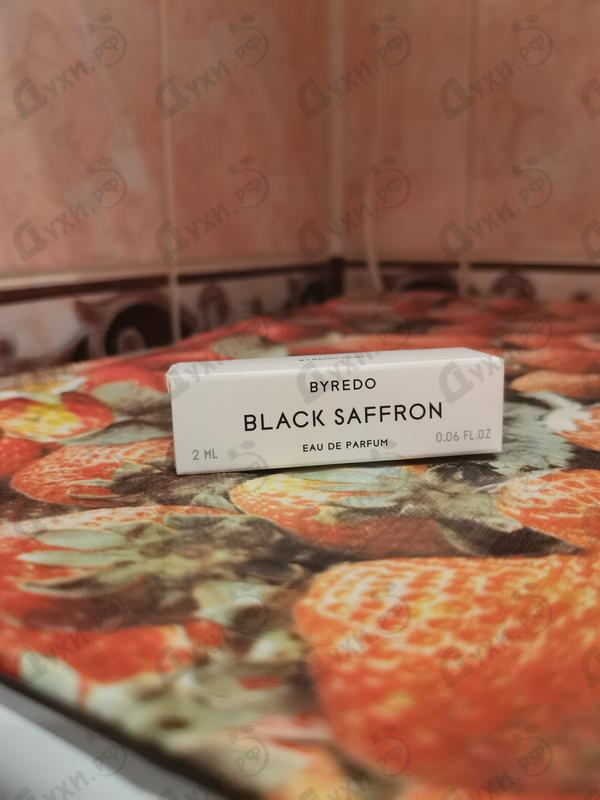 BYREDO
BLACK SAFFRON
EAU DE PARFUM
2 ML
0.06 FL.OZ
Духи.рф